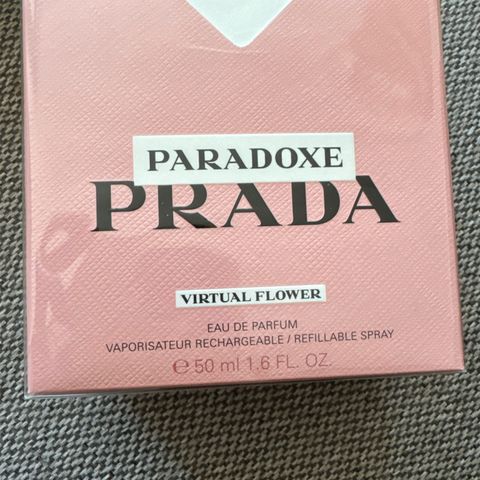 PARADOXE
PRADA
VIRTUAL FLOWER
EAU DE PARFUM
VAPORISATEUR RECHARGEABLE / REFILLABLE SPRAY
℮ 50 ml 1.6 FL. OZ.